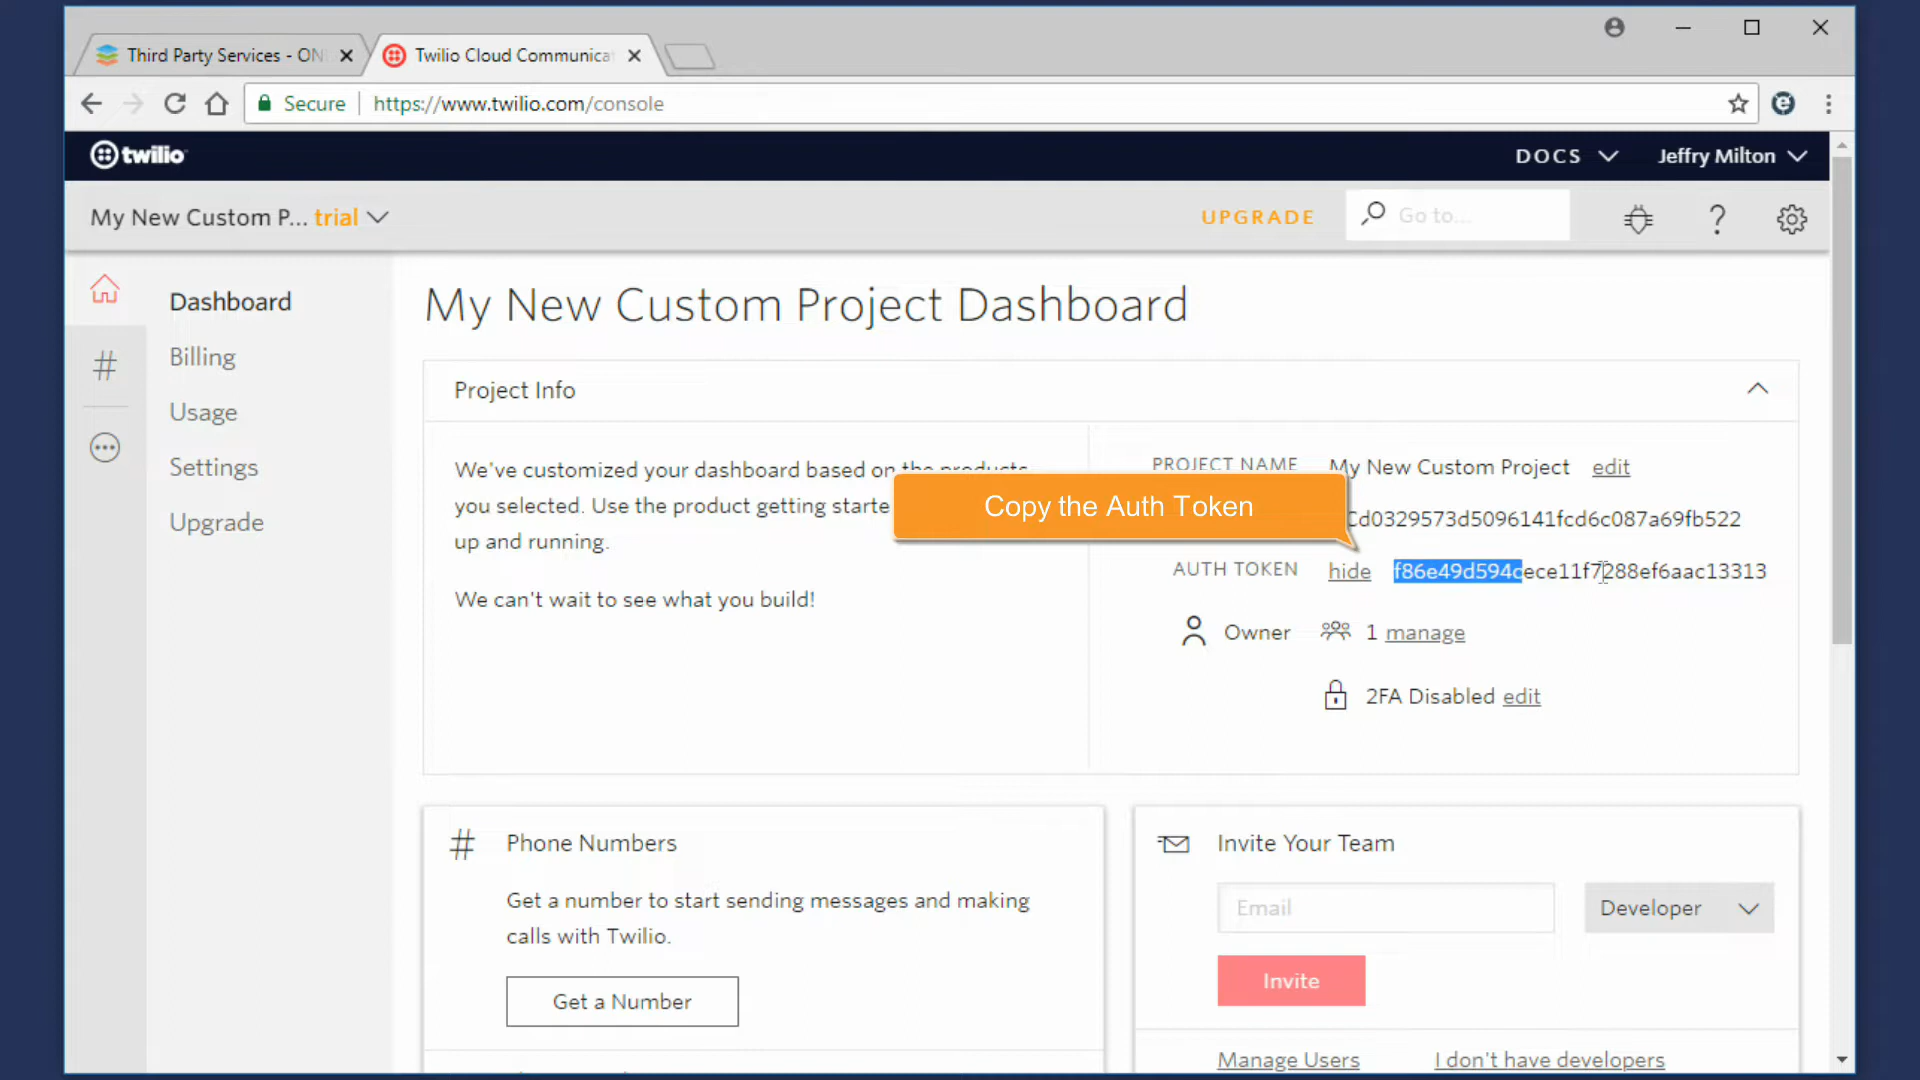 Third Party Services - ON
Twilio Cloud Communica
Secure
https://www.twilio.com/console
twilio
DOCS
Jeffry Milton
My New Custom P... trial
UPGRADE
Go to...
Dashboard
Billing
Usage
Settings
Upgrade
My New Custom Project Dashboard
Project Info
We've customized your dashboard based on the products
you selected. Use the product getting starte
up and running.
We can't wait to see what you build!
PROJECT NAME My New Custom Project edit
Copy the Auth Token
Cd0329573d5096141fcd6c087a69fb522
AUTH TOKEN hide f86e49d594cece11f7288ef6aac13313
Owner 1 manage
2FA Disabled edit
# Phone Numbers
Get a number to start sending messages and making
calls with Twilio.
Get a Number
Invite Your Team
Email
Developer
Invite
Manage Users I don't have developers